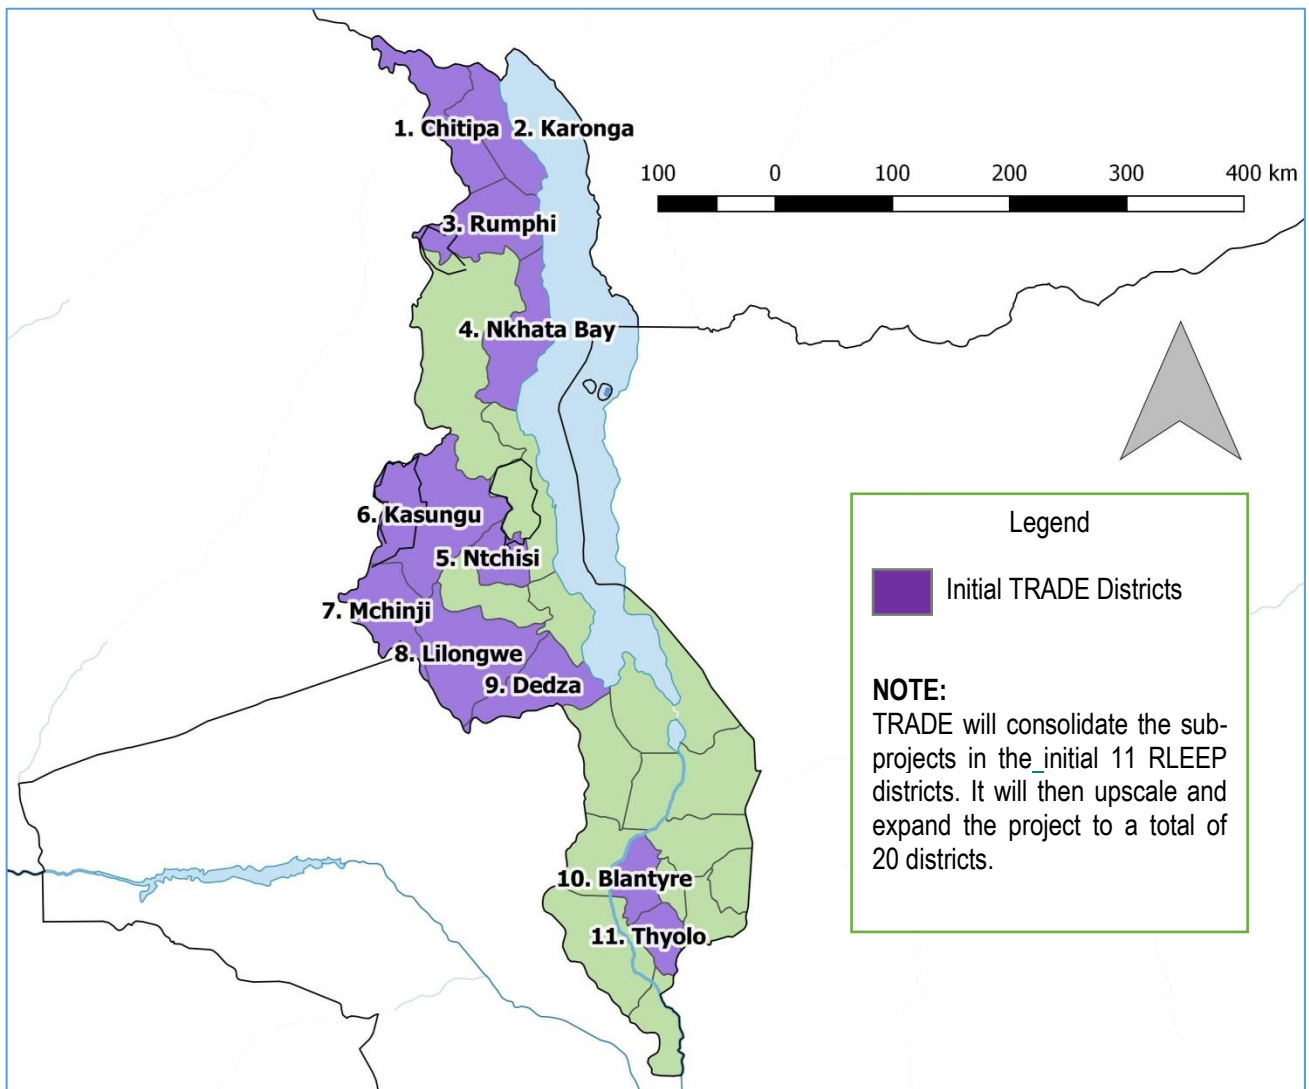 1. Chitipa
2. Karonga
100 0 100 200 300 400 km
3. Rumphi
4. Nkhata Bay
6. Kasungu
5. Ntchisi
7. Mchinji
8. Lilongwe
9. Dedza
10. Blantyre
11. Thyolo
Legend
Initial TRADE Districts
NOTE:
TRADE will consolidate the sub-
projects in the initial 11 RLEEP
districts. It will then upscale and
expand the project to a total of
20 districts.